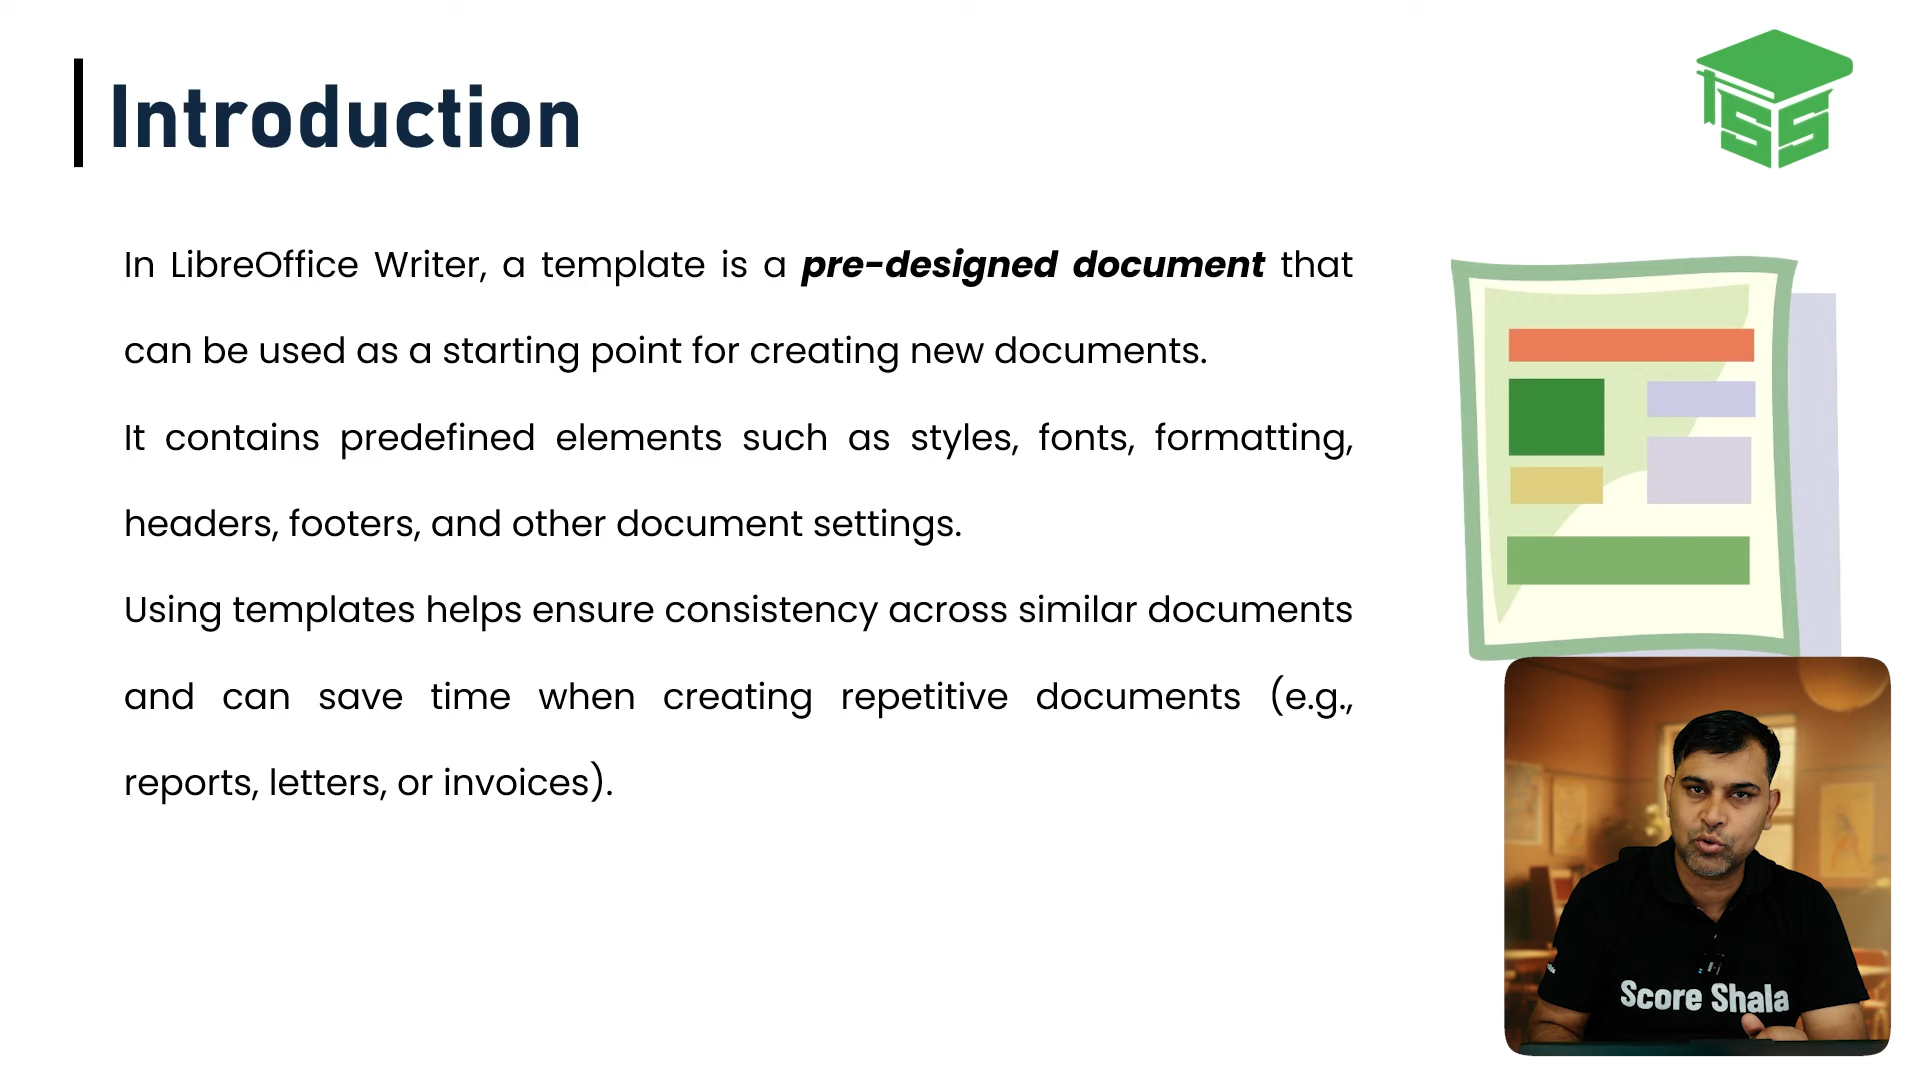 Introduction
In LibreOffice Writer, a template is a pre-designed document that
can be used as a starting point for creating new documents.
It contains predefined elements such as styles, fonts, formatting,
headers, footers, and other document settings.
Using templates helps ensure consistency across similar documents
and can save time when creating repetitive documents (e.g.,
reports, letters, or invoices).
SS
Score Shala